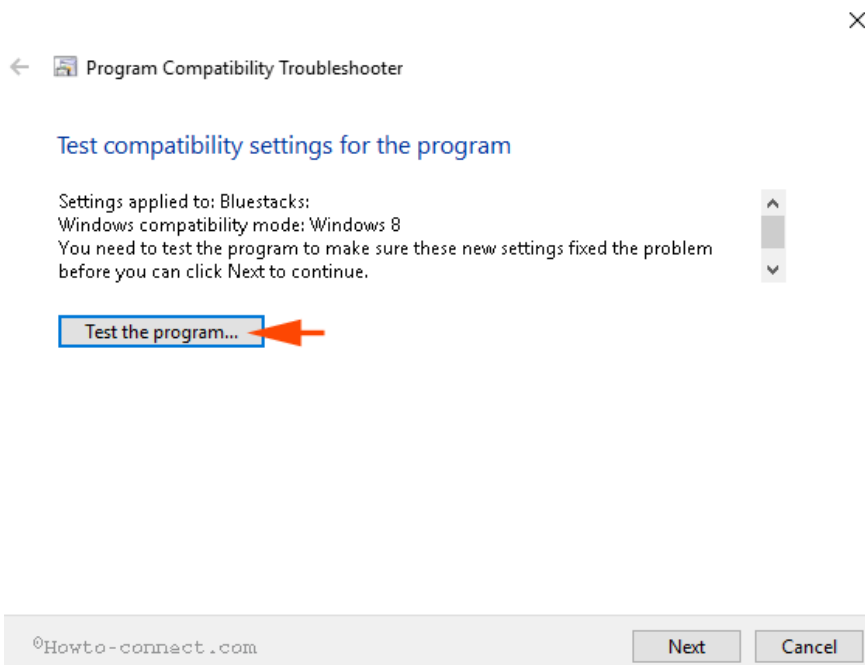 Program Compatibility Troubleshooter
Test compatibility settings for the program
Settings applied to: Bluestacks:
Windows compatibility mode: Windows 8
You need to test the program to make sure these new settings fixed the problem
before you can click Next to continue.
Test the program...
©Howto-connect.com
Next
Cancel